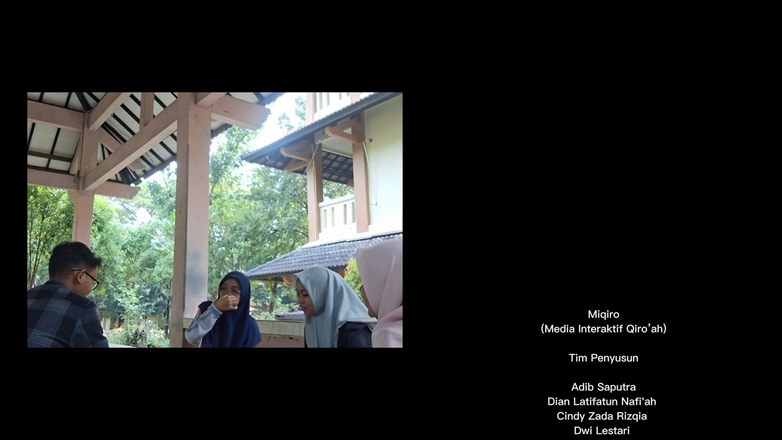 Miqiro
(Media Interaktif Qiro’ah)
Tim Penyusun
Adib Saputra
Dian Latifatun Nafi'ah
Cindy Zada Rizqia
Dwi Lestari